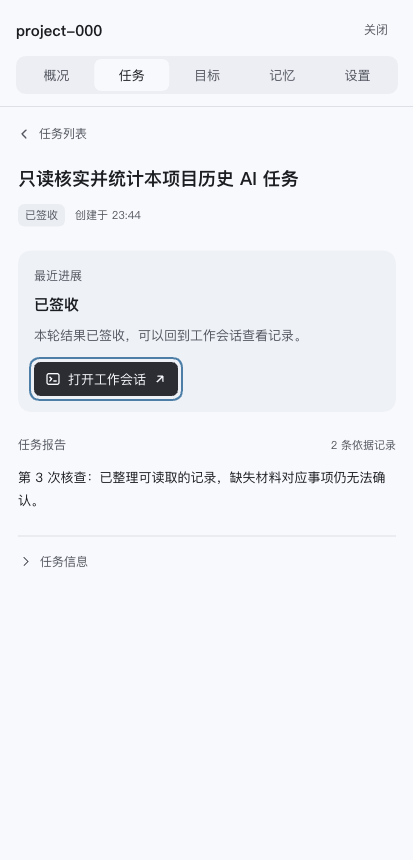 project-000
关闭
概况
任务
目标
记忆
设置
任务列表
只读核实并统计本项目历史 AI 任务
已签收
创建于 23:44
最近进展
已签收
本轮结果已签收，可以回到工作会话查看记录。
打开工作会话
任务报告
2 条依据记录
第 3 次核查：已整理可读取的记录，缺失材料对应事项仍无法确
认。
任务信息